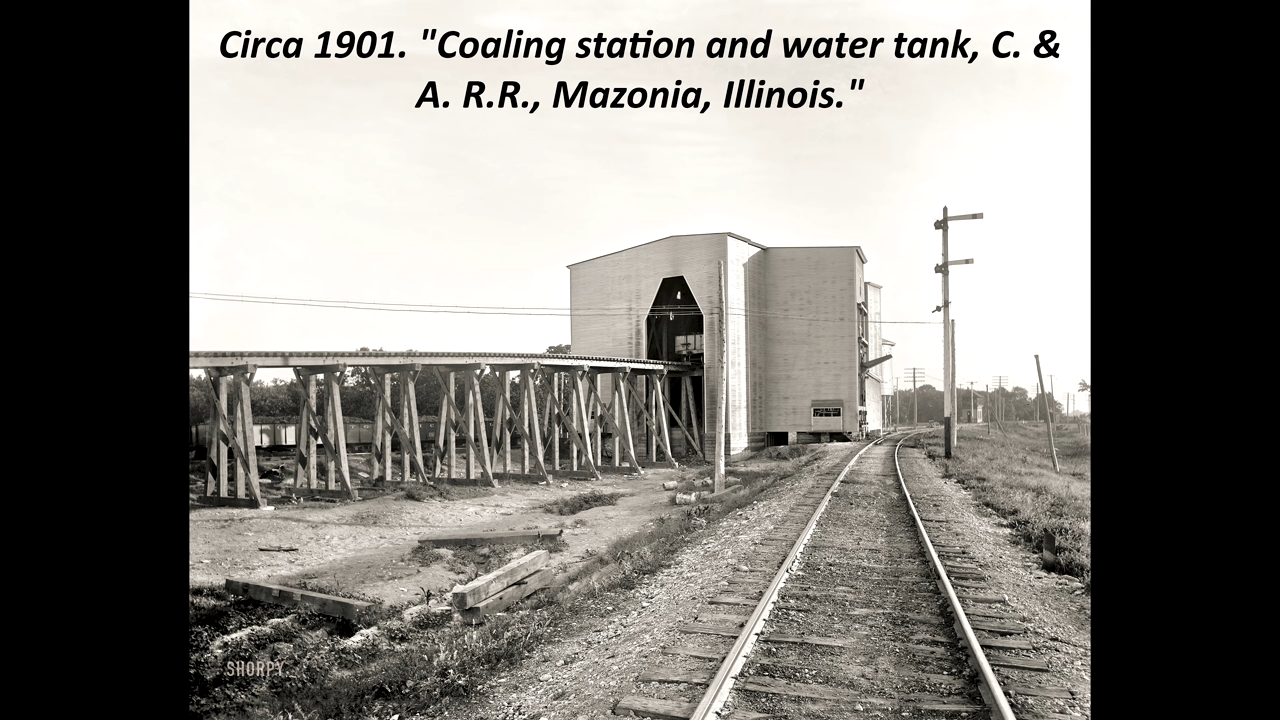 Circa 1901. "Coaling station and water tank, C. &
A. R.R., Mazonia, Illinois."
SHORPY